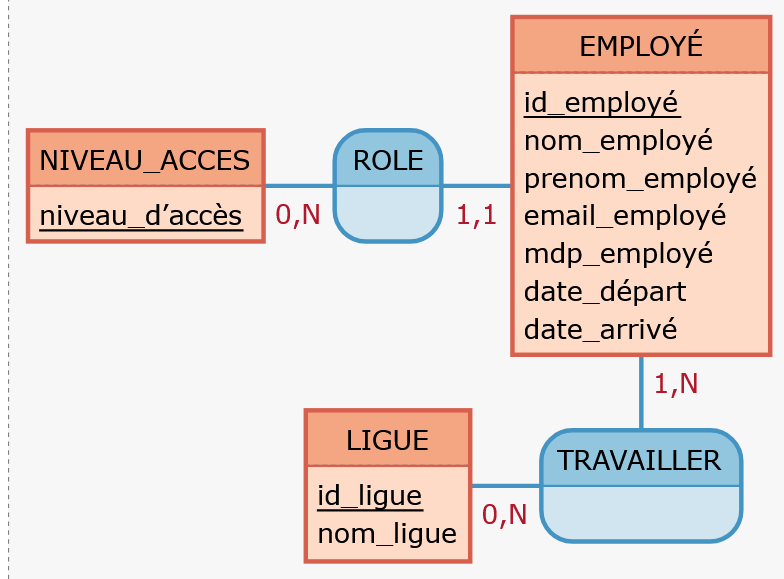 EMPLOYÉ
id_employé
nom_employé
prenom_employé
email_employé
mdp_employé
date_départ
date_arrivé
NIVEAU_ACCES
niveau_d’accès
0,N
ROLE
1,1
1,N
LIGUE
id_ligue
nom_ligue
0,N
TRAVAILLER